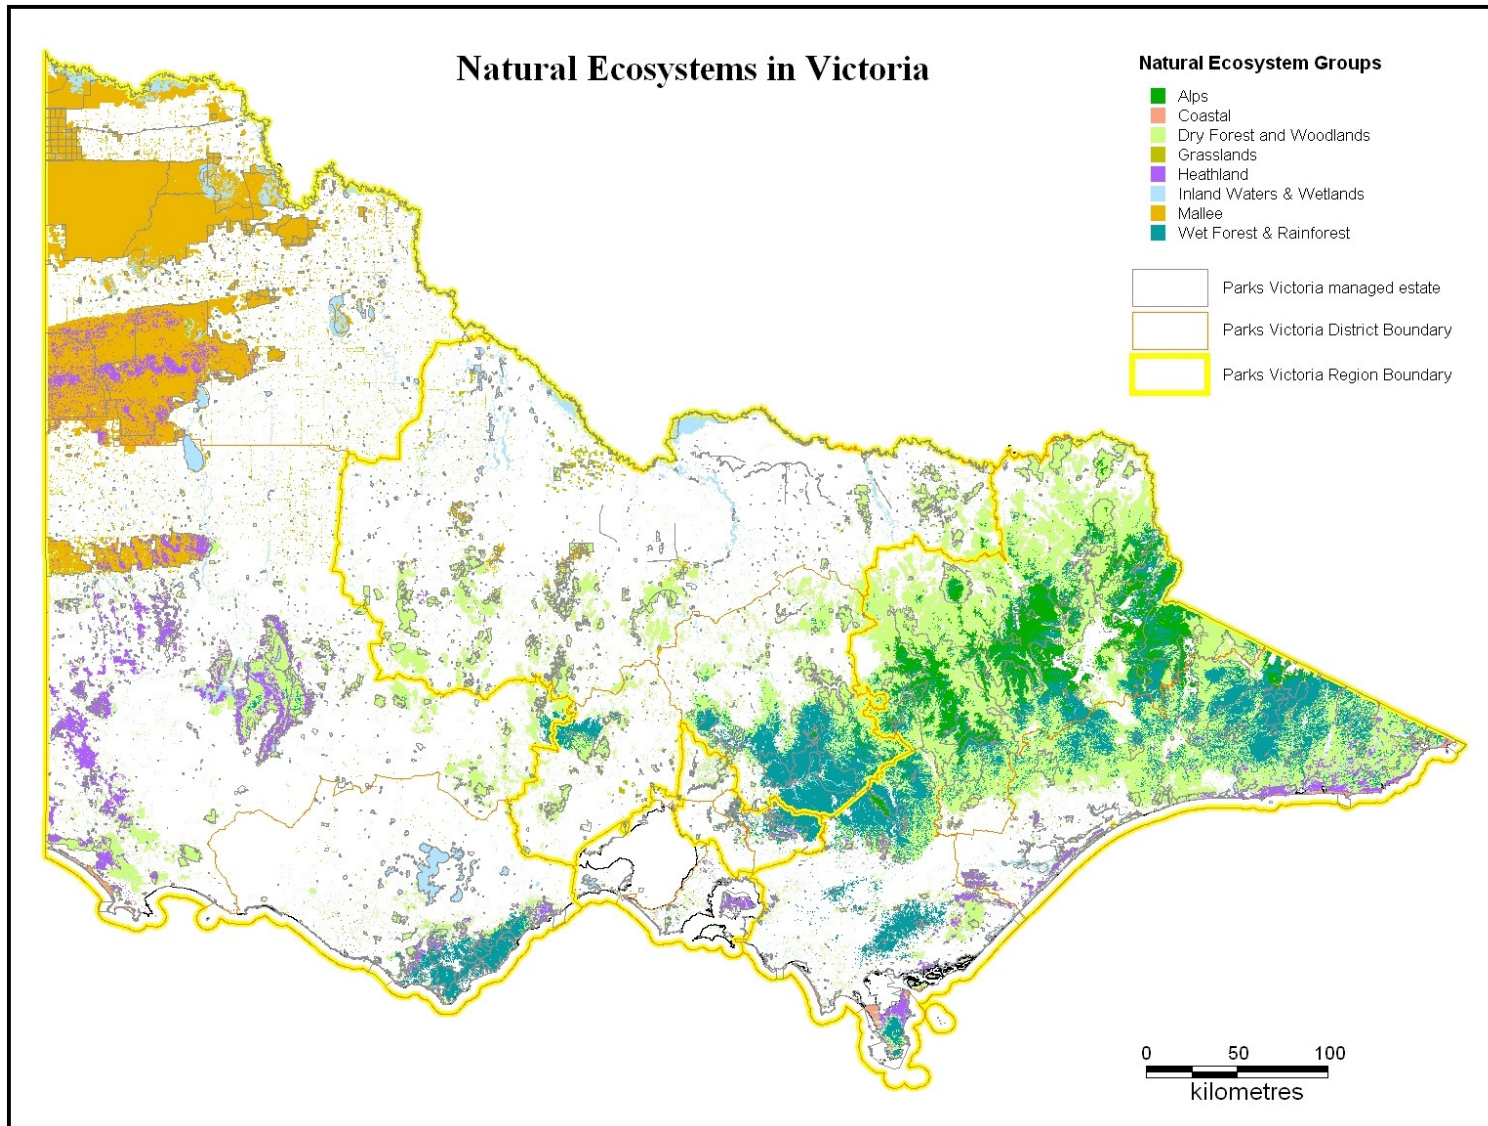 Natural Ecosystems in Victoria
Natural Ecosystem Groups
Alps
Coastal
Dry Forest and Woodlands
Grasslands
Heathland
Inland Waters & Wetlands
Mallee
Wet Forest & Rainforest
Parks Victoria managed estate
Parks Victoria District Boundary
Parks Victoria Region Boundary
0 50 100
kilometres